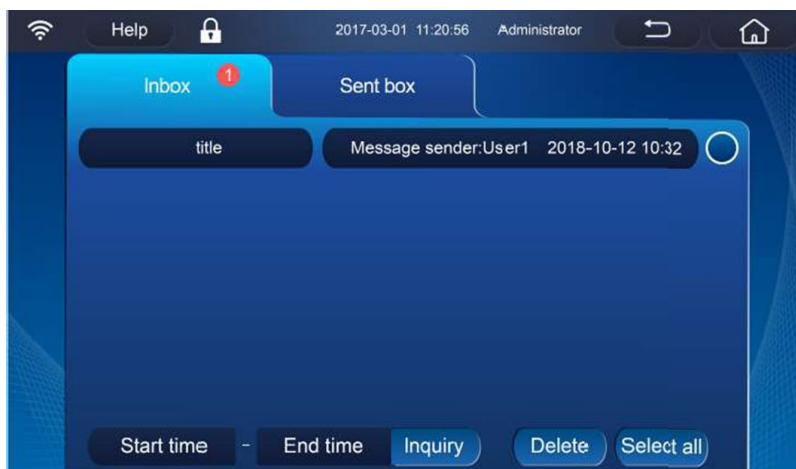 Help 2017-03-01 11:20:56 Administrator
Inbox 1 Sent box
title Message sender:User1 2018-10-12 10:32
Start time - End time Inquiry Delete Select all